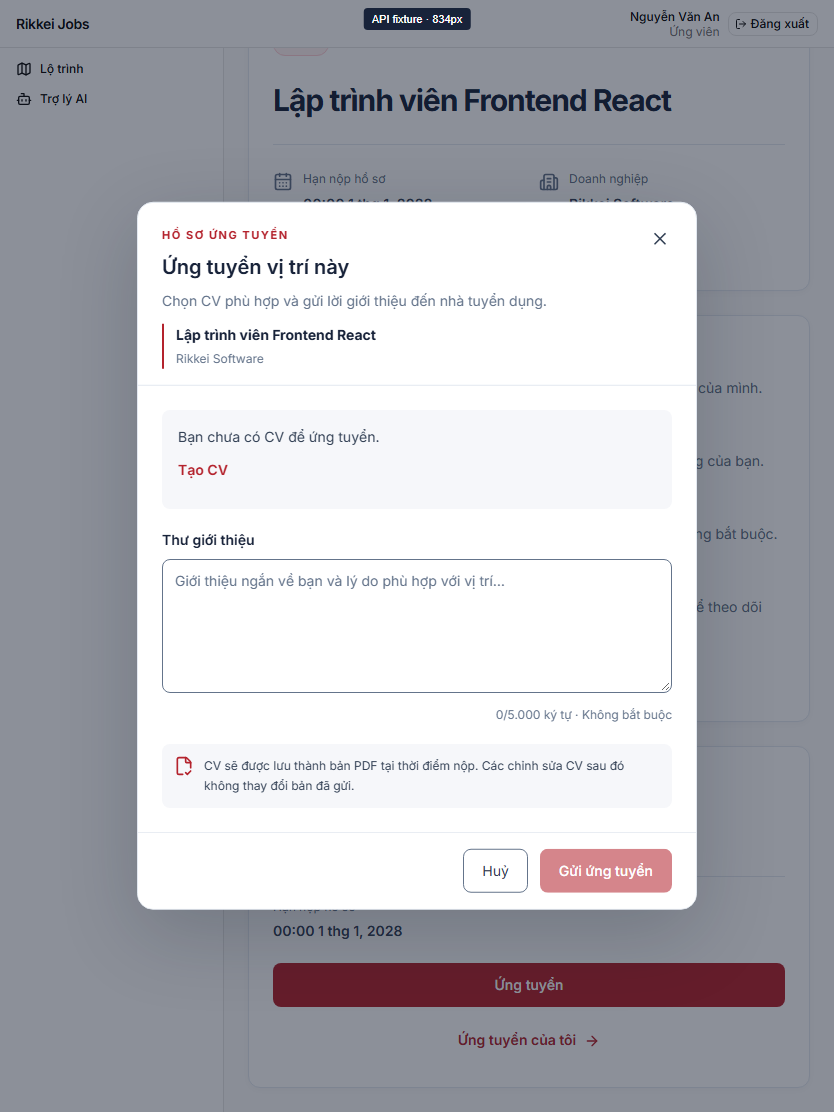 Rikkei Jobs
API fixture · 834px
Nguyễn Văn An
Ứng viên
Đăng xuất
Lộ trình
Trợ lý AI
Lập trình viên Frontend React
Hạn nộp hồ sơ
Doanh nghiệp
HỒ SƠ ỨNG TUYỂN
Ứng tuyển vị trí này
Chọn CV phù hợp và gửi lời giới thiệu đến nhà tuyển dụng.
Lập trình viên Frontend React
Rikkei Software
của mình.
Bạn chưa có CV để ứng tuyển.
của bạn.
Tạo CV
bắt buộc.
Thư giới thiệu
Giới thiệu ngắn về bạn và lý do phù hợp với vị trí...
theo dõi
0/5.000 ký tự · Không bắt buộc
CV sẽ được lưu thành bản PDF tại thời điểm nộp. Các chỉnh sửa CV sau đó
không thay đổi bản đã gửi.
Huỷ
Gửi ứng tuyển
00:00 1 thg 1, 2028
Ứng tuyển
Ứng tuyển của tôi